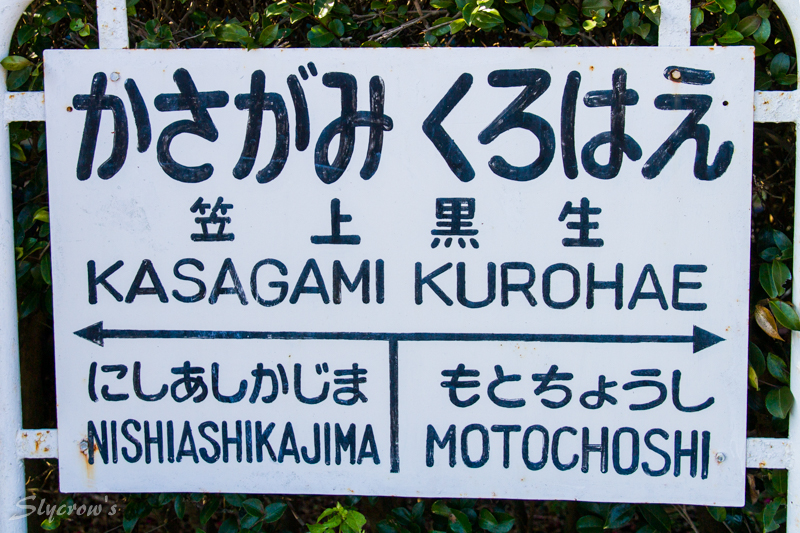 かさがみ くろはえ
笠上黒生
KASAGAMI KUROHAE
にしあしかじま もとちょうし
NISHIASHIKAJIMA MOTOCHOSHI
Slycrow's